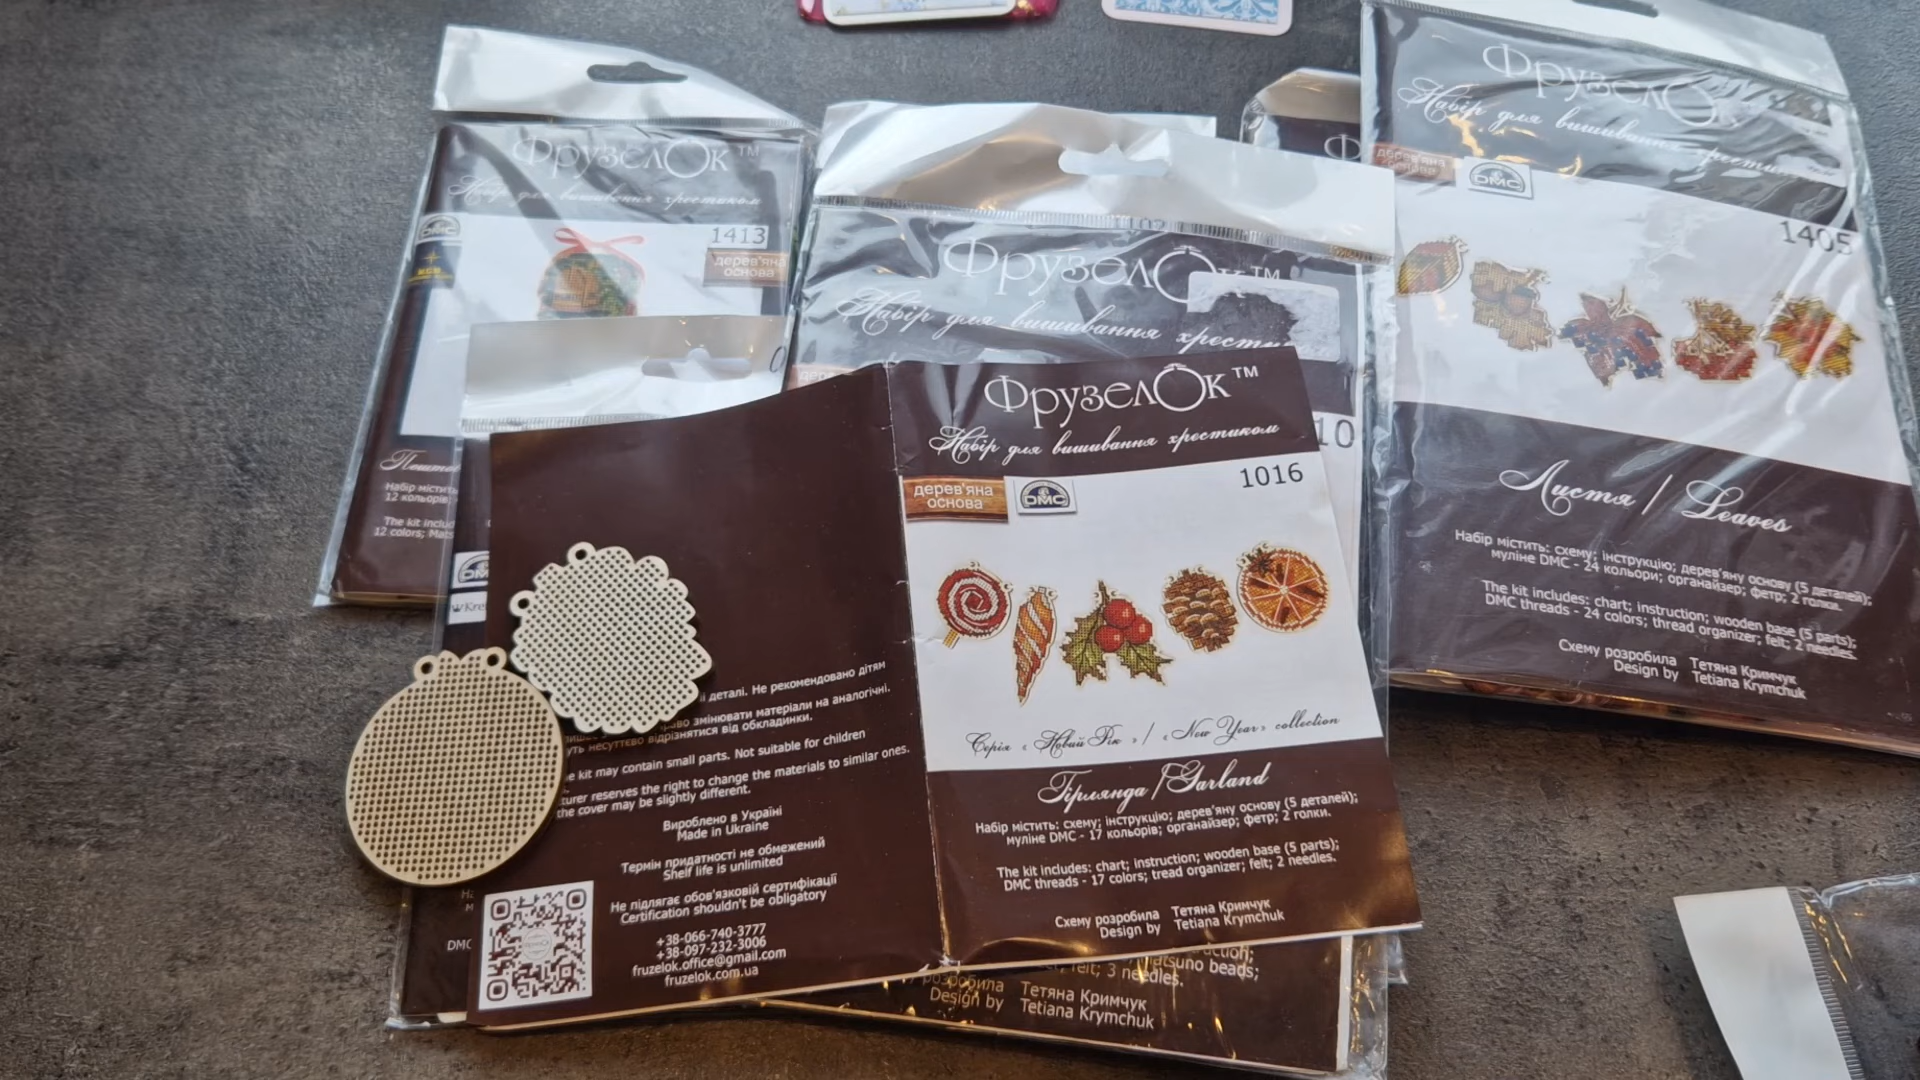 ФрузелОк™
Набір для вишивання хрестиком
DMC
1413
дерев'яна
основа
Набір містить
12 кольорів;
The kit includ
12 colors; Mats
ФрузелОк™
Набір для вишивання хрести
10
ФрузелО
Набір для вишивання хрестиком
дерев'яна
основа
DMC
1405
Листя / Leaves
Набір містить: схему; інструкцію; дерев'яну основу (5 деталей);
муліне DMC - 24 кольори; органайзер; фетр; 2 голки.
The kit includes: chart; instruction; wooden base (5 parts);
DMC threads - 24 colors; thread organizer; felt; 2 needles.
Схему розробила Тетяна Кримчук
Design by Tetiana Krymchuk
ФрузелОк™
Набір для вишивання хрестиком
дерев'яна
основа
DMC
1016
Серія « Новий Рік » / « New Year» collection
Гірлянда / Garland
Набір містить: схему; інструкцію; дерев'яну основу (5 деталей);
муліне DMC - 17 кольорів; органайзер; фетр; 2 голки.
The kit includes: chart; instruction; wooden base (5 parts);
DMC threads - 17 colors; tread organizer; felt; 2 needles.
Схему розробила Тетяна Кримчук
Design by Tetiana Krymchuk
деталі. Не рекомендовано дітям
змінювати матеріали на аналогічні.
несуттєво відрізнятися від обкладинки.
kit may contain small parts. Not suitable for children
reserves the right to change the materials to similar ones.
the cover may be slightly different.
Вироблено в Україні
Made in Ukraine
Термін придатності не обмежений
Shelf life is unlimited
Не підлягає обов'язковій сертифікації
Certification shouldn't be obligatory
+38-066-740-3777
+38-097-232-3006
fruzelok.office@gmail.com
fruzelok.com.ua
DMC
felt; 3 needles.
розробила Тетяна Кримчук
Design by Tetiana Krymchuk